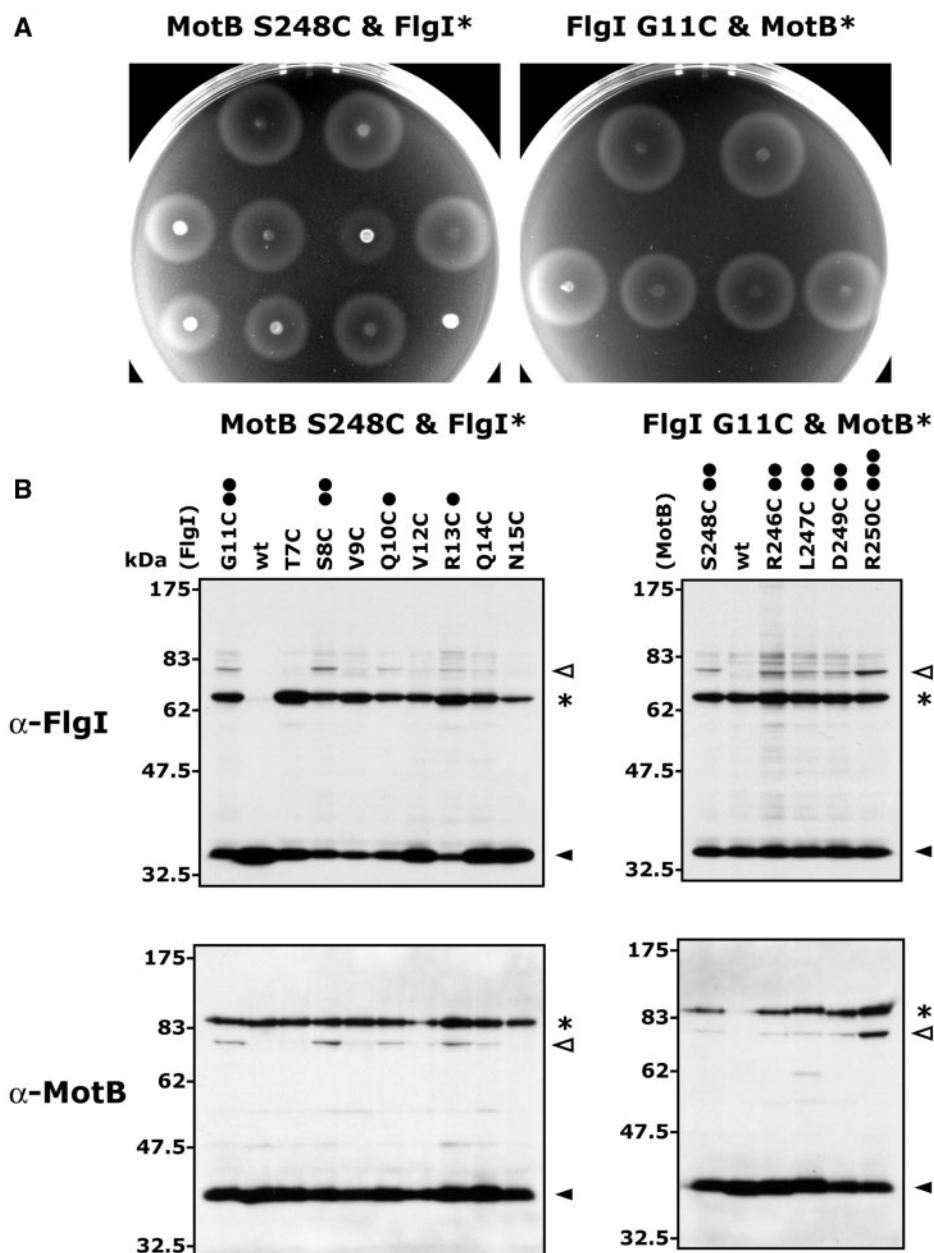 A
MotB S248C & FlgI*
FlgI G11C & MotB*
MotB S248C & FlgI*
FlgI G11C & MotB*
B
kDa
(FlgI)
G11C ●●
wt
T7C
S8C ●●
V9C
Q10C ●
V12C
R13C ●
Q14C
N15C
(MotB)
S248C ●●
wt
R246C ●●
L247C ●●
D249C ●●
R250C ●●●
α-FlgI
175
83
62
47.5
32.5
*
175
83
62
47.5
32.5
*
α-MotB
175
83
62
47.5
32.5
*
175
83
62
47.5
32.5
*